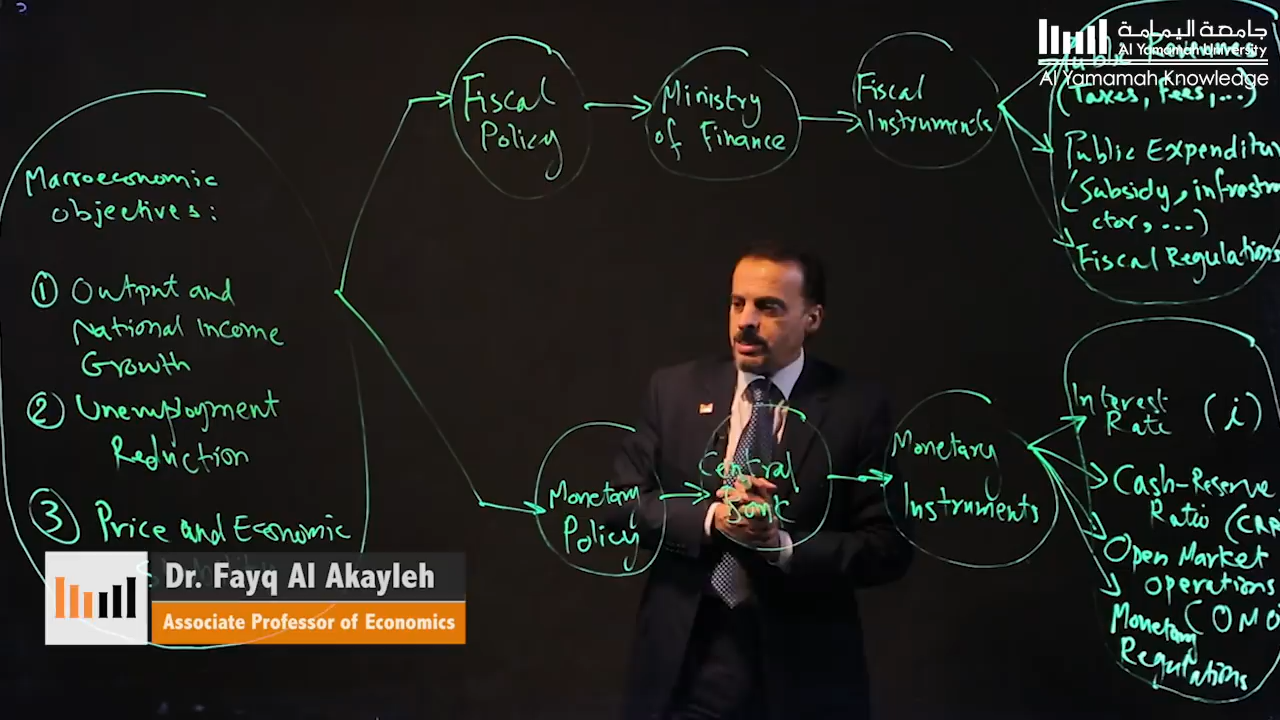 جامعة اليمامة
Al Yamamah University
Al Yamamah Knowledge
Macroeconomic
Objectives:
① Output and
National Income
Growth
② Unemployment
Reduction
③ Price and Economic
Fiscal
Policy
Ministry
of Finance
Fiscal
Instruments
(Taxes, Fees, ...)
Public Expenditur
(Subsidy, infrastru
ctor, ...)
Fiscal Regulations
Monetary
Policy
Central
Bank
Monetary
Instruments
Interest
Rate (i)
Cash-Reserve
Ratio (CRR
Open Market
Operations
(OMO
Monetary
Regulations
Dr. Fayq Al Akayleh
Associate Professor of Economics